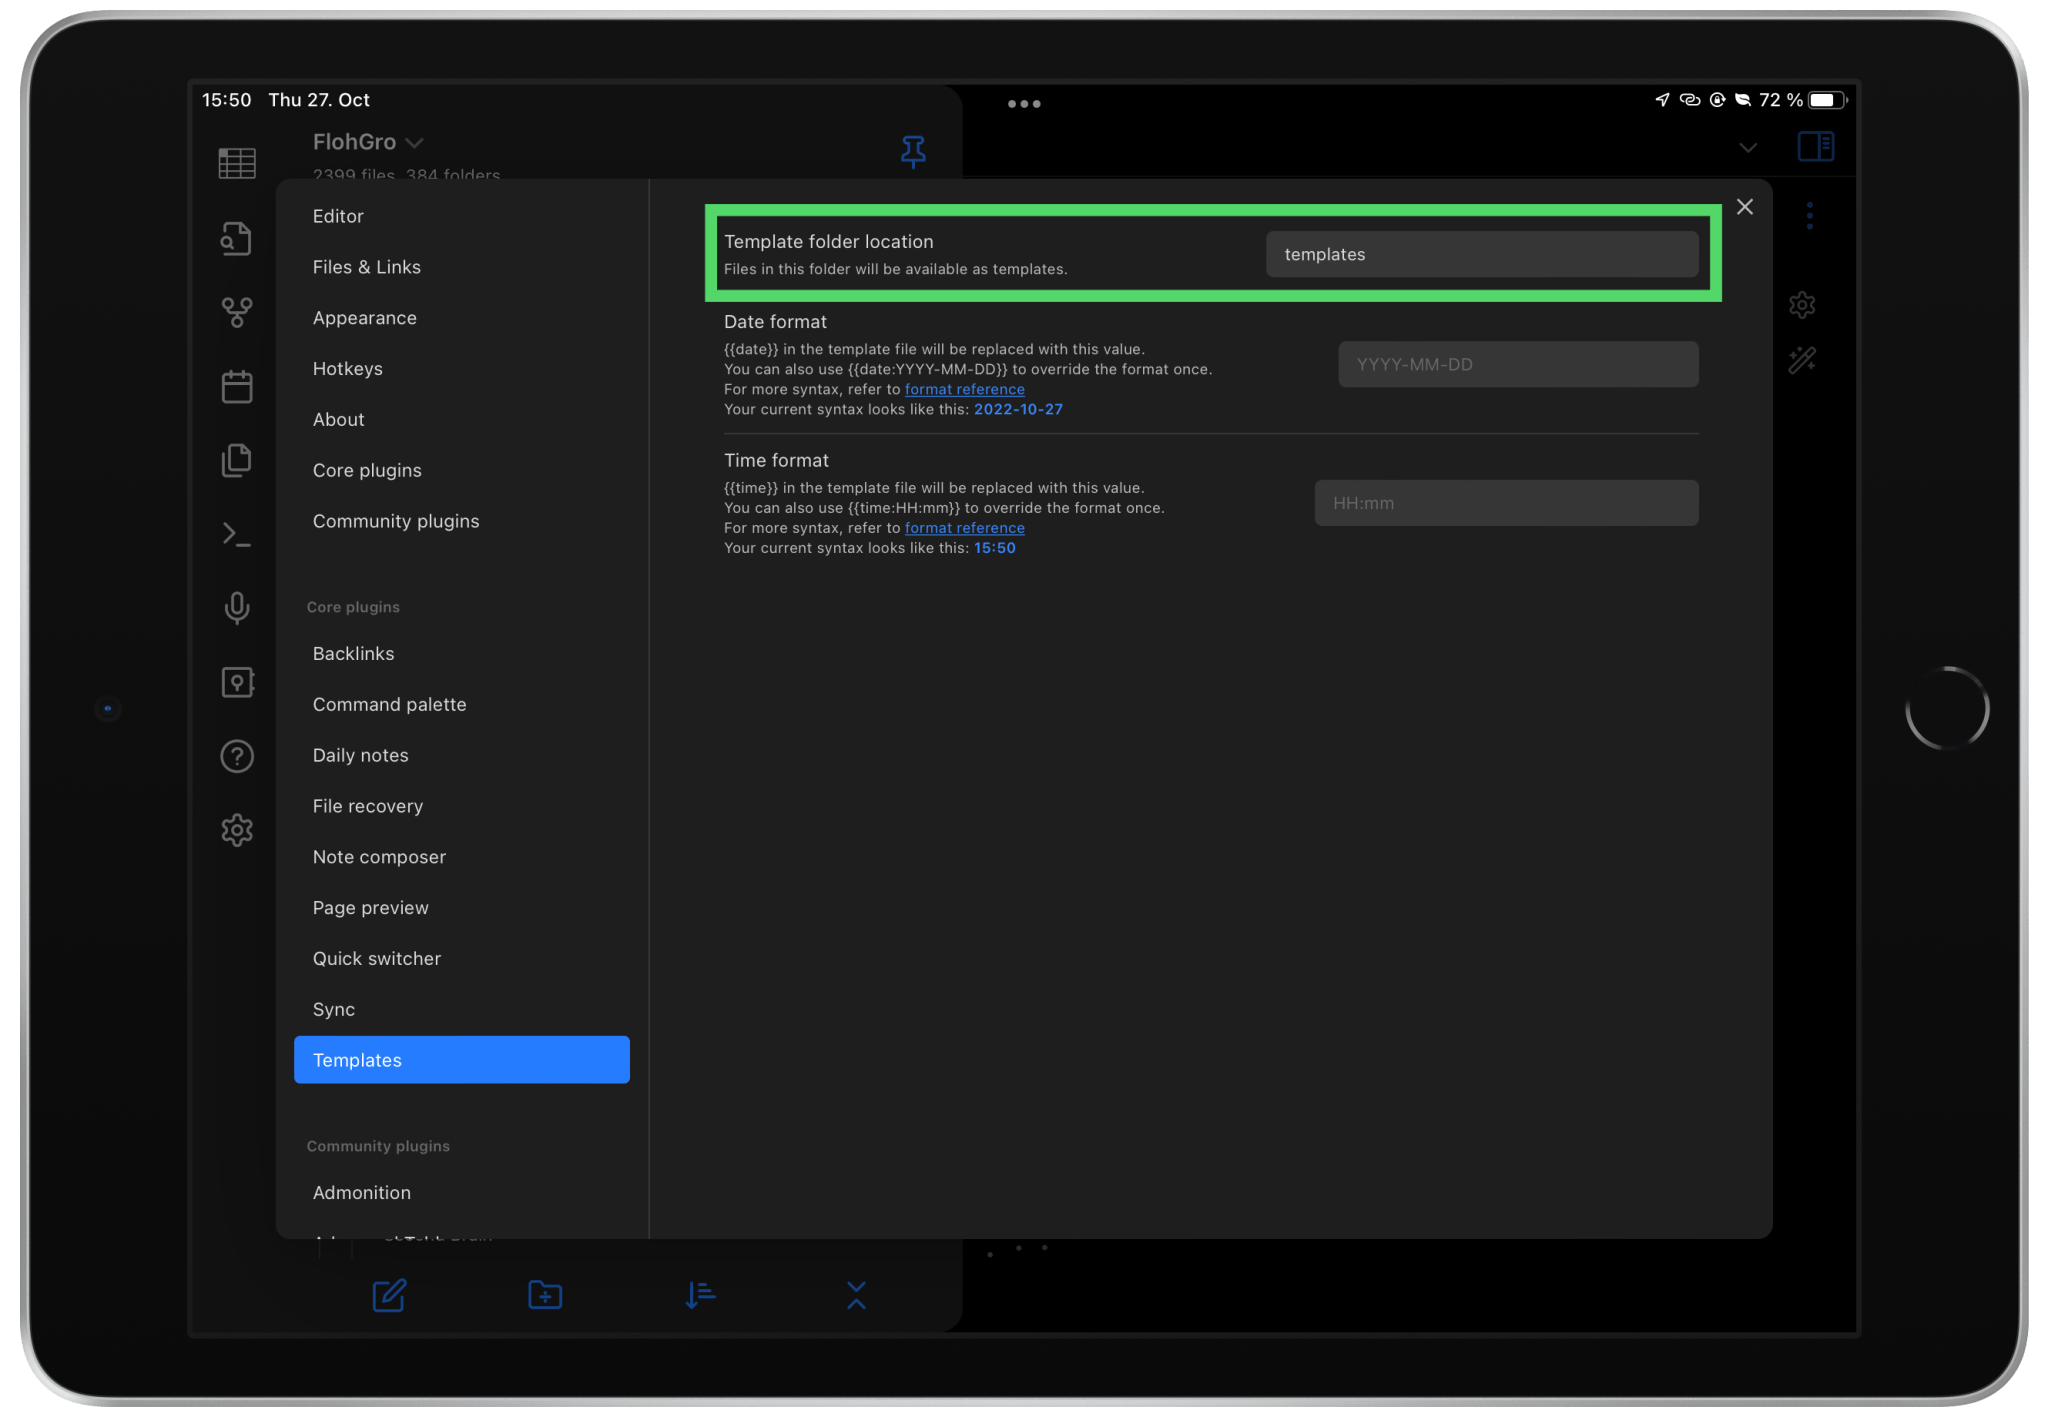 15:50 Thu 27. Oct
72 %
FlohGro
2399 files, 384 folders
Editor
Files & Links
Appearance
Hotkeys
About
Core plugins
Community plugins
Core plugins
Backlinks
Command palette
Daily notes
File recovery
Note composer
Page preview
Quick switcher
Sync
Templates
Community plugins
Admonition
Template folder location
Files in this folder will be available as templates.
templates
Date format
{{date}} in the template file will be replaced with this value.
You can also use {{date:YYYY-MM-DD}} to override the format once.
For more syntax, refer to format reference
Your current syntax looks like this: 2022-10-27
YYYY-MM-DD
Time format
{{time}} in the template file will be replaced with this value.
You can also use {{time:HH:mm}} to override the format once.
For more syntax, refer to format reference
Your current syntax looks like this: 15:50
HH:mm